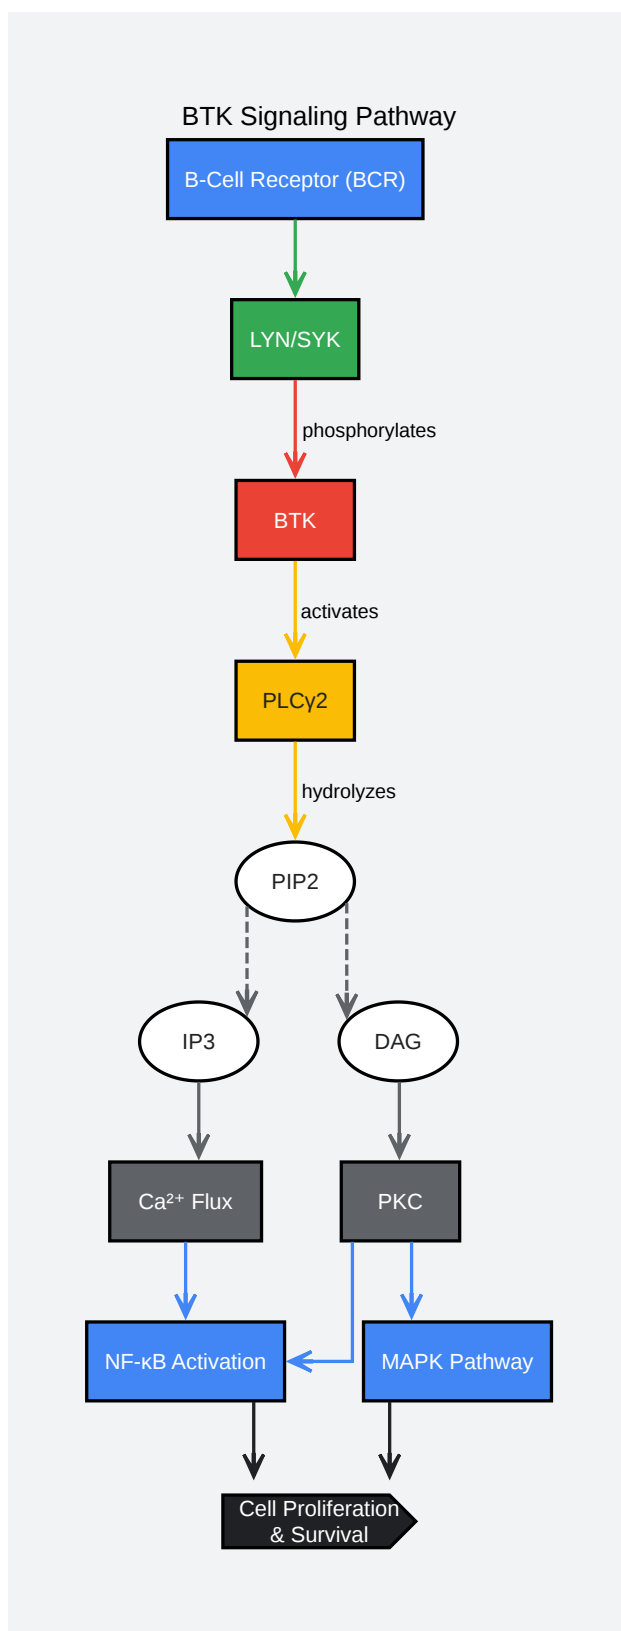 BTK Signaling Pathway
B-Cell Receptor (BCR)
LYN/SYK
phosphorylates
BTK
activates
PLCγ2
hydrolyzes
PIP2
IP3
DAG
Ca²⁺ Flux
PKC
NF-κB Activation
MAPK Pathway
Cell Proliferation
& Survival